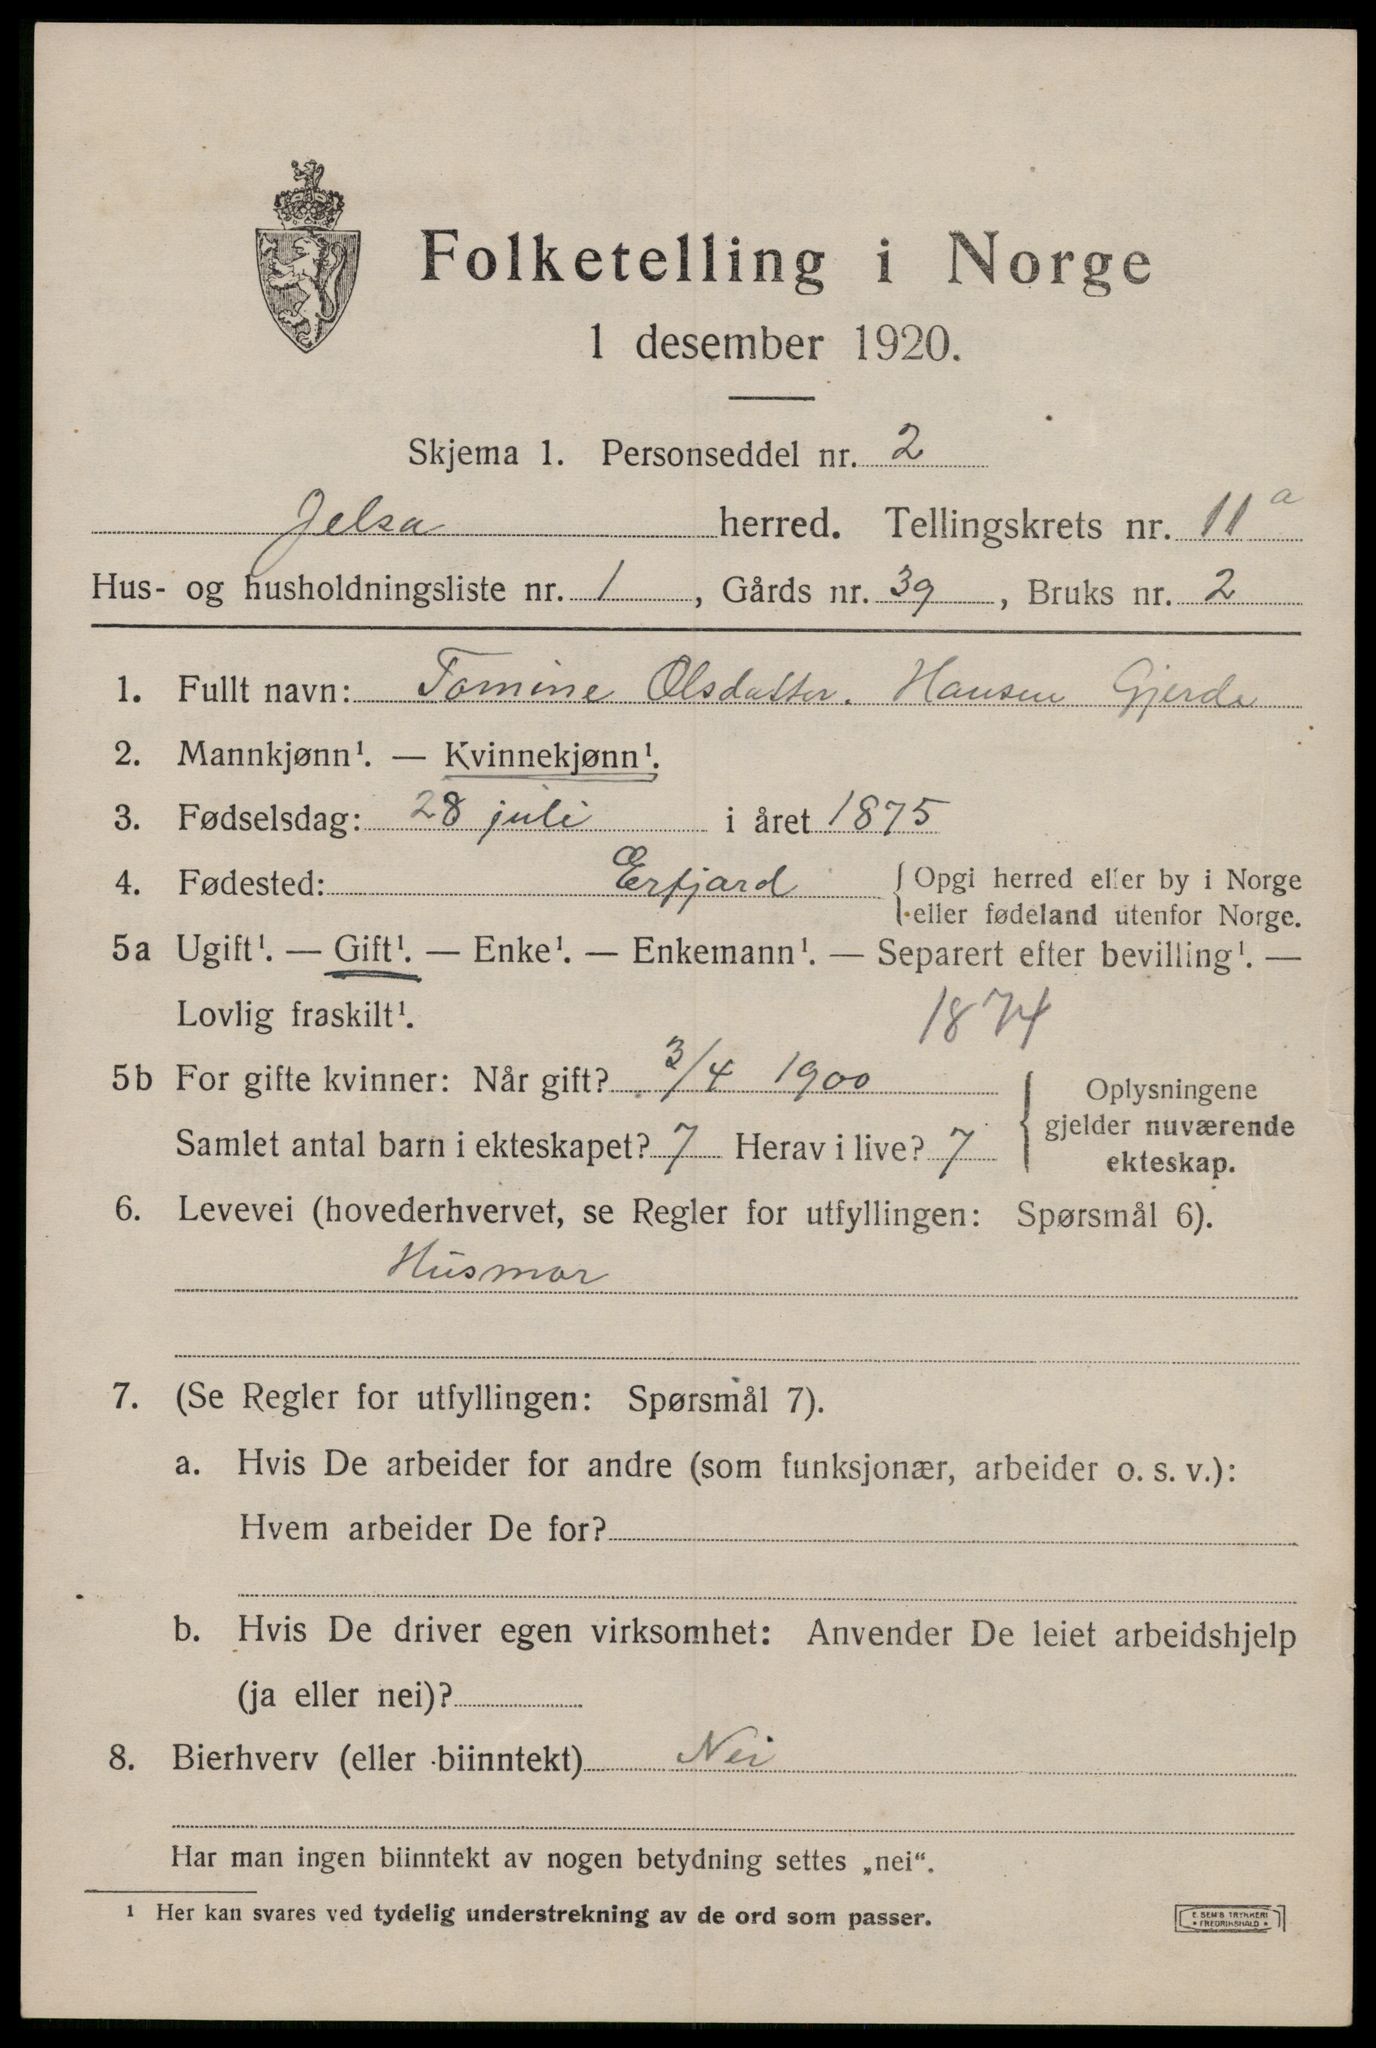 Folketelling i Norge
1 desember 1920.
Skjema 1. Personseddel nr. 2
Jelsa herred. Tellingskrets nr. 11 a
Hus- og husholdningsliste nr. 1, Gårds nr. 39, Bruks nr. 2
1. Fullt navn: Tomine Olsdatter. Hansen Gjerde
2. Mannkjønn¹. — Kvinnekjønn¹.
3. Fødselsdag: 28 juli i året 1875
4. Fødested: Erfjard { Opgi herred eller by i Norge
eller fødeland utenfor Norge.
5a Ugift¹. — Gift¹. — Enke¹. — Enkemann¹. — Separert efter bevilling¹. —
Lovlig fraskilt¹. 1874
5b For gifte kvinner: Når gift? 3/4 1900
Samlet antal barn i ekteskapet? 7 Herav i live? 7
Oplysningene
gjelder nuværende
ekteskap.
6. Levevei (hovederhvervet, se Regler for utfyllingen: Spørsmål 6).
Husmor
7. (Se Regler for utfyllingen: Spørsmål 7).
a. Hvis De arbeider for andre (som funksjonær, arbeider o. s. v.):
Hvem arbeider De for?
b. Hvis De driver egen virksomhet: Anvender De leiet arbeidshjelp
(ja eller nei)?
8. Bierhverv (eller biinntekt) Nei
Har man ingen biinntekt av nogen betydning settes „nei“.
¹ Her kan svares ved tydelig understrekning av de ord som passer.
E. SEM'S TRYKKERI
• FREDRIKSHALD •